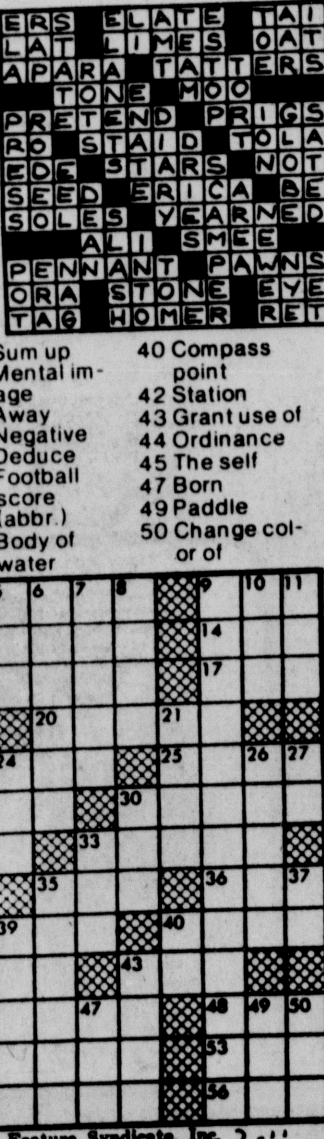 ERS ELATE TAI
LAT LIMES OAT
APARA TATTERS
TONE MOO
PRETEND PRIGS
RO STAID TOLA
EDE STARS NOT
SEED ERICA BE
SOLES YEARNED
ALI SMEE
PENNANT PAWNS
ORA STONE EYE
TAG HOMER RET
Sum up
Mental im-
age
Away
Negative
Deduce
Football
score
(abbr.)
Body of
water
40 Compass
point
42 Station
43 Grant use of
44 Ordinance
45 The self
47 Born
49 Paddle
50 Change col-
or of
6 7 8 9 10 11
14
17
20 21
24 25 26 27
30
33
35 36 37
39 40
43
47 48 49 50
53
56
Feature Syndicate, Inc.